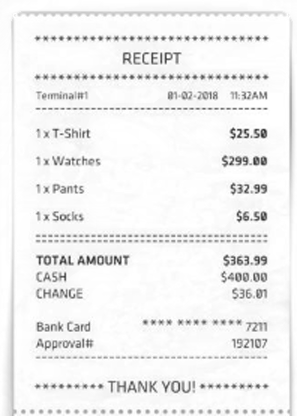 ********************************
RECEIPT
********************************
Terminal#1 01-02-2018 11:32AM
1 x T-Shirt $25.50
1 x Watches $299.00
1 x Pants $32.99
1 x Socks $6.50
TOTAL AMOUNT $363.99
CASH $400.00
CHANGE $36.01
Bank Card **** **** **** 7211
Approval# 192107
********* THANK YOU! *********